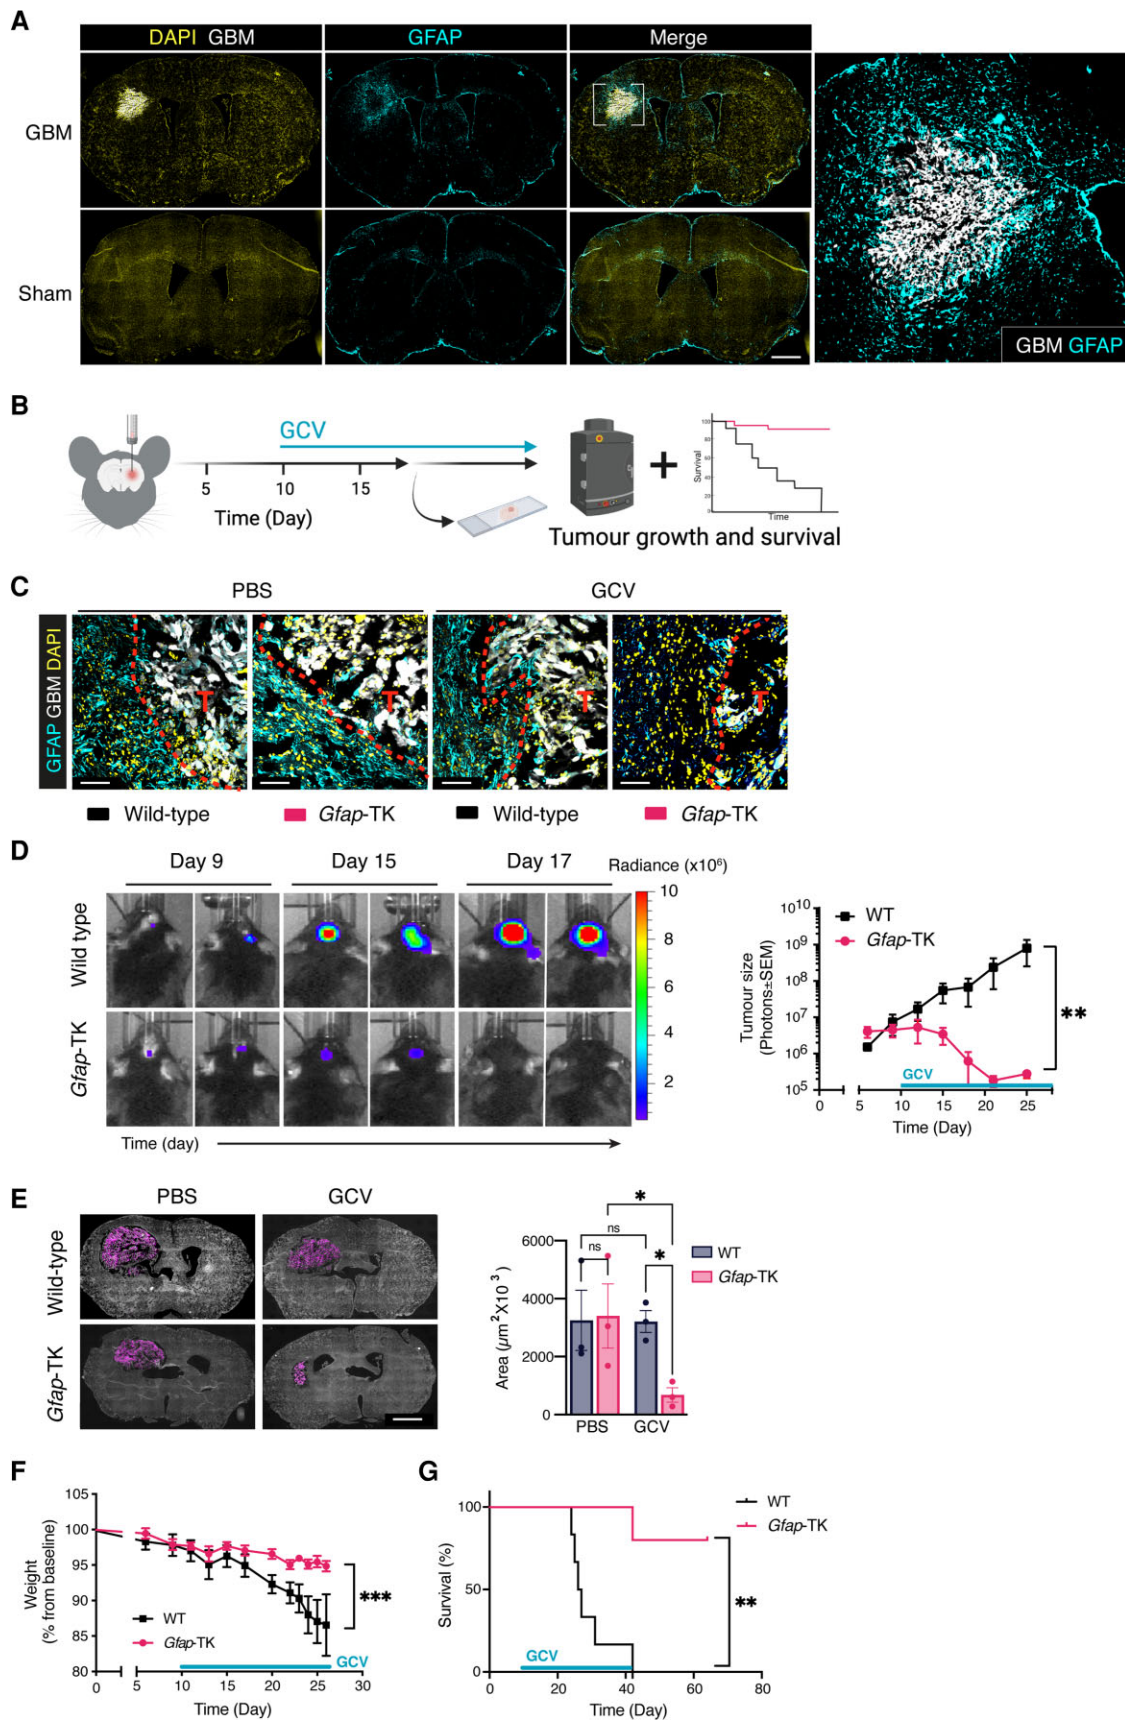 A
DAPI GBM
GFAP
Merge
GBM
Sham
GBM GFAP
B
GCV
5
10
15
Time (Day)
Survival
100
60
40
20
0
Time
Tumour growth and survival
C
PBS
GCV
GFAP GBM DAPI
T
T
T
T
Wild-type
Gfap-TK
Wild-type
Gfap-TK
D
Day 9
Day 15
Day 17
Radiance (x10⁶)
Wild type
Gfap-TK
10
8
6
4
2
Time (day)
WT
Gfap-TK
Tumour size
(Photons±SEM)
10¹⁰
10⁹
10⁸
10⁷
10⁶
10⁵
GCV
**
0
5
10
15
20
25
Time (Day)
E
PBS
GCV
Wild-type
Gfap-TK
*
ns
ns
*
WT
Gfap-TK
Area (µm²X10³)
6000
4000
2000
0
PBS
GCV
F
Weight
(% from baseline)
105
100
95
90
85
80
WT
Gfap-TK
***
GCV
0
5
10
15
20
25
30
Time (Day)
G
WT
Gfap-TK
Survival (%)
100
50
0
GCV
**
0
20
40
60
80
Time (Day)